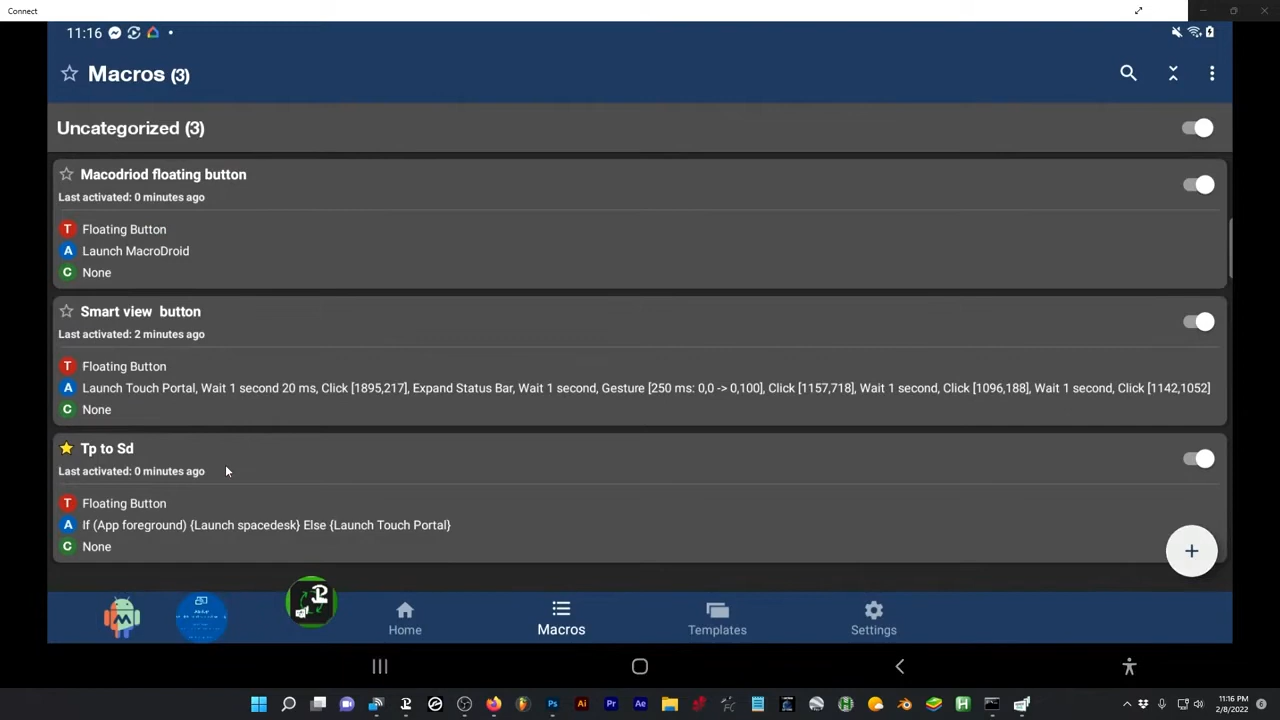 Connect
11:16
Macros (3)
Uncategorized (3)
Macodriod floating button
Last activated: 0 minutes ago
T Floating Button
A Launch MacroDroid
C None
Smart view  button
Last activated: 2 minutes ago
T Floating Button
A Launch Touch Portal, Wait 1 second 20 ms, Click [1895,217], Expand Status Bar, Wait 1 second, Gesture [250 ms: 0,0 -> 0,100], Click [1157,718], Wait 1 second, Click [1096,188], Wait 1 second, Click [1142,1052]
C None
Tp to Sd
Last activated: 0 minutes ago
T Floating Button
A If (App foreground) {Launch spacedesk} Else {Launch Touch Portal}
C None
Home
Macros
Templates
Settings
Ps
Ai
Pr
Ae
FC
H
11:16 PM
2/8/2022